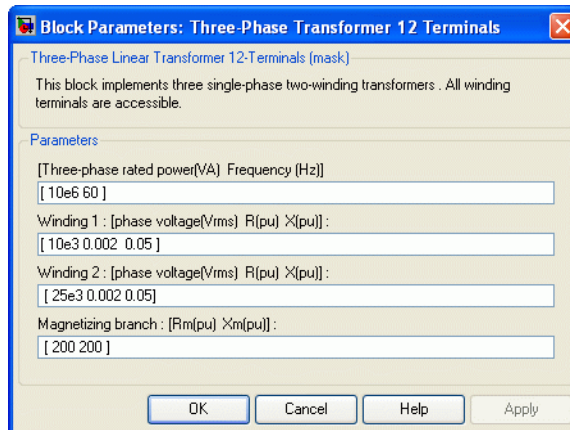 Block Parameters: Three-Phase Transformer 12 Terminals
Three-Phase Linear Transformer 12-Terminals (mask)
This block implements three single-phase two-winding transformers . All winding
terminals are accessible.
Parameters
[Three-phase rated power(VA)  Frequency (Hz)]
[ 10e6 60 ]
Winding 1 : [phase voltage(Vrms)  R(pu)  X(pu)] :
[ 10e3 0.002  0.05 ]
Winding 2 : [phase voltage(Vrms)  R(pu)  X(pu)] :
[ 25e3 0.002 0.05]
Magnetizing branch : [Rm(pu)  Xm(pu)] :
[ 200 200 ]
OK Cancel Help Apply